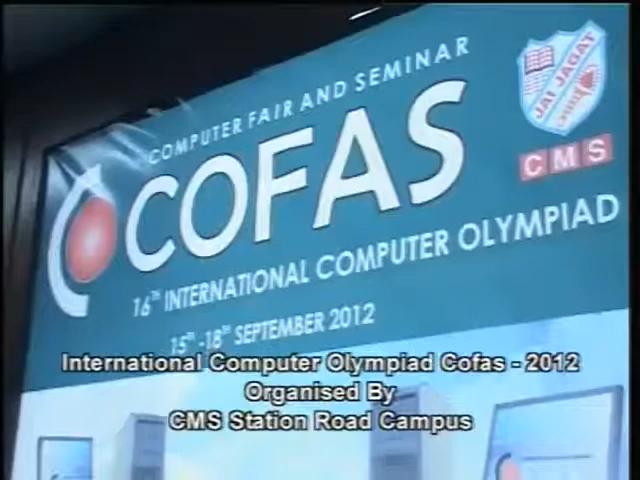 COMPUTER FAIR AND SEMINAR
JAI JAGAT
COFAS
CMS
16TH INTERNATIONAL COMPUTER OLYMPIAD
15TH -18TH SEPTEMBER 2012
International Computer Olympiad Cofas - 2012
Organised By
CMS Station Road Campus